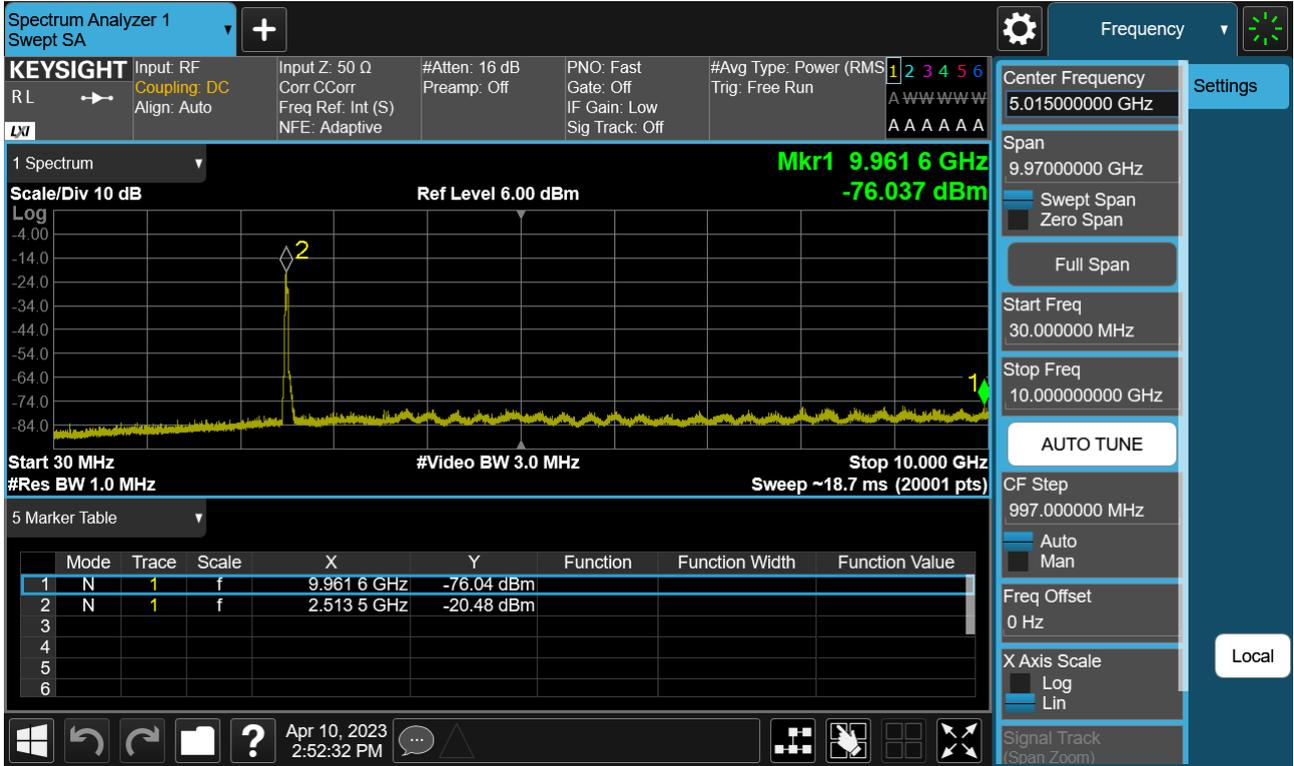 Spectrum Analyzer 1
Swept SA
Frequency
KEYSIGHT
R L
LXI
Input: RF
Coupling: DC
Align: Auto
Input Z: 50 Ω
Corr CCorr
Freq Ref: Int (S)
NFE: Adaptive
#Atten: 16 dB
Preamp: Off
PNO: Fast
Gate: Off
IF Gain: Low
Sig Track: Off
#Avg Type: Power (RMS
Trig: Free Run
1 2 3 4 5 6
A W W W W W
A A A A A A
1 Spectrum
Mkr1 9.961 6 GHz
-76.037 dBm
Scale/Div 10 dB
Ref Level 6.00 dBm
Log
-4.00
-14.0
-24.0
-34.0
-44.0
-54.0
-64.0
-74.0
-84.0
2
1
Start 30 MHz
#Video BW 3.0 MHz
Stop 10.000 GHz
#Res BW 1.0 MHz
Sweep ~18.7 ms (20001 pts)
5 Marker Table
Mode Trace Scale X Y Function Function Width Function Value
1 N 1 f 9.961 6 GHz -76.04 dBm
2 N 1 f 2.513 5 GHz -20.48 dBm
3
4
5
6
Apr 10, 2023
2:52:32 PM
Center Frequency
5.015000000 GHz
Span
9.97000000 GHz
Swept Span
Zero Span
Full Span
Start Freq
30.000000 MHz
Stop Freq
10.000000000 GHz
AUTO TUNE
CF Step
997.000000 MHz
Auto
Man
Freq Offset
0 Hz
X Axis Scale
Log
Lin
Signal Track
(Span Zoom)
Settings
Local